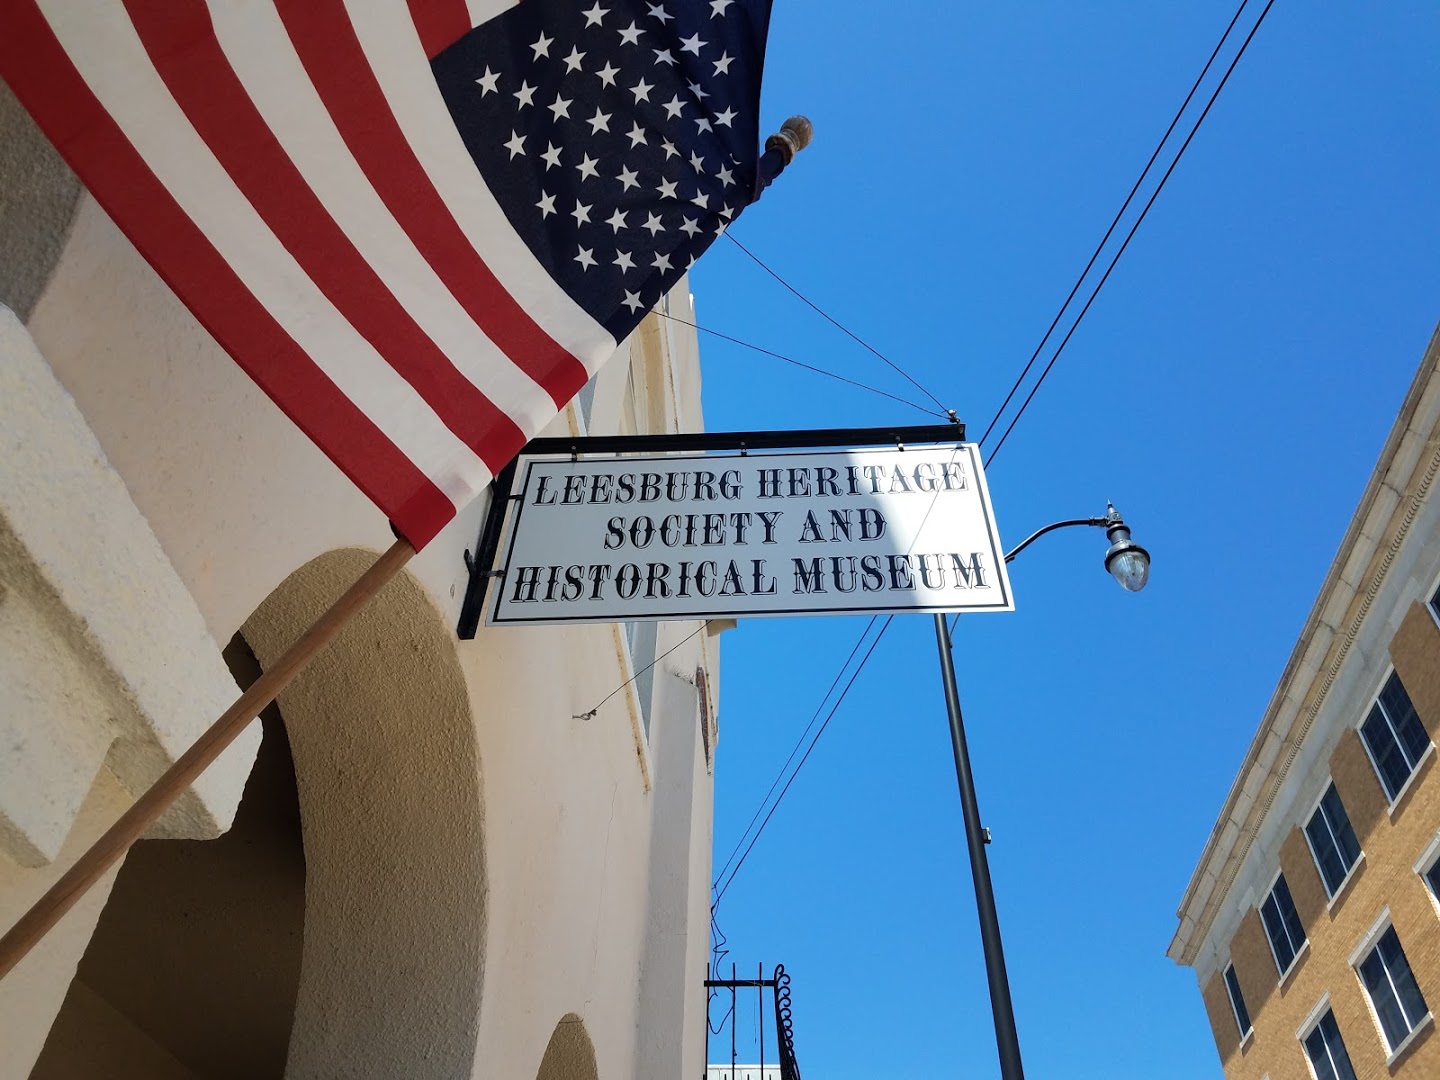 LEESBURG HERITAGE
SOCIETY AND
HISTORICAL MUSEUM